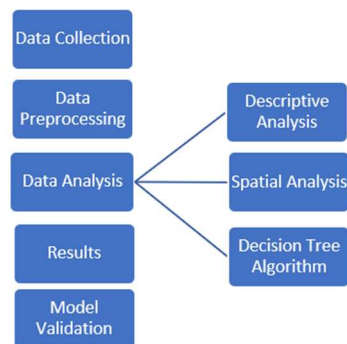 Data Collection
Data
Preprocessing
Data Analysis
Results
Model
Validation
Descriptive
Analysis
Spatial Analysis
Decision Tree
Algorithm